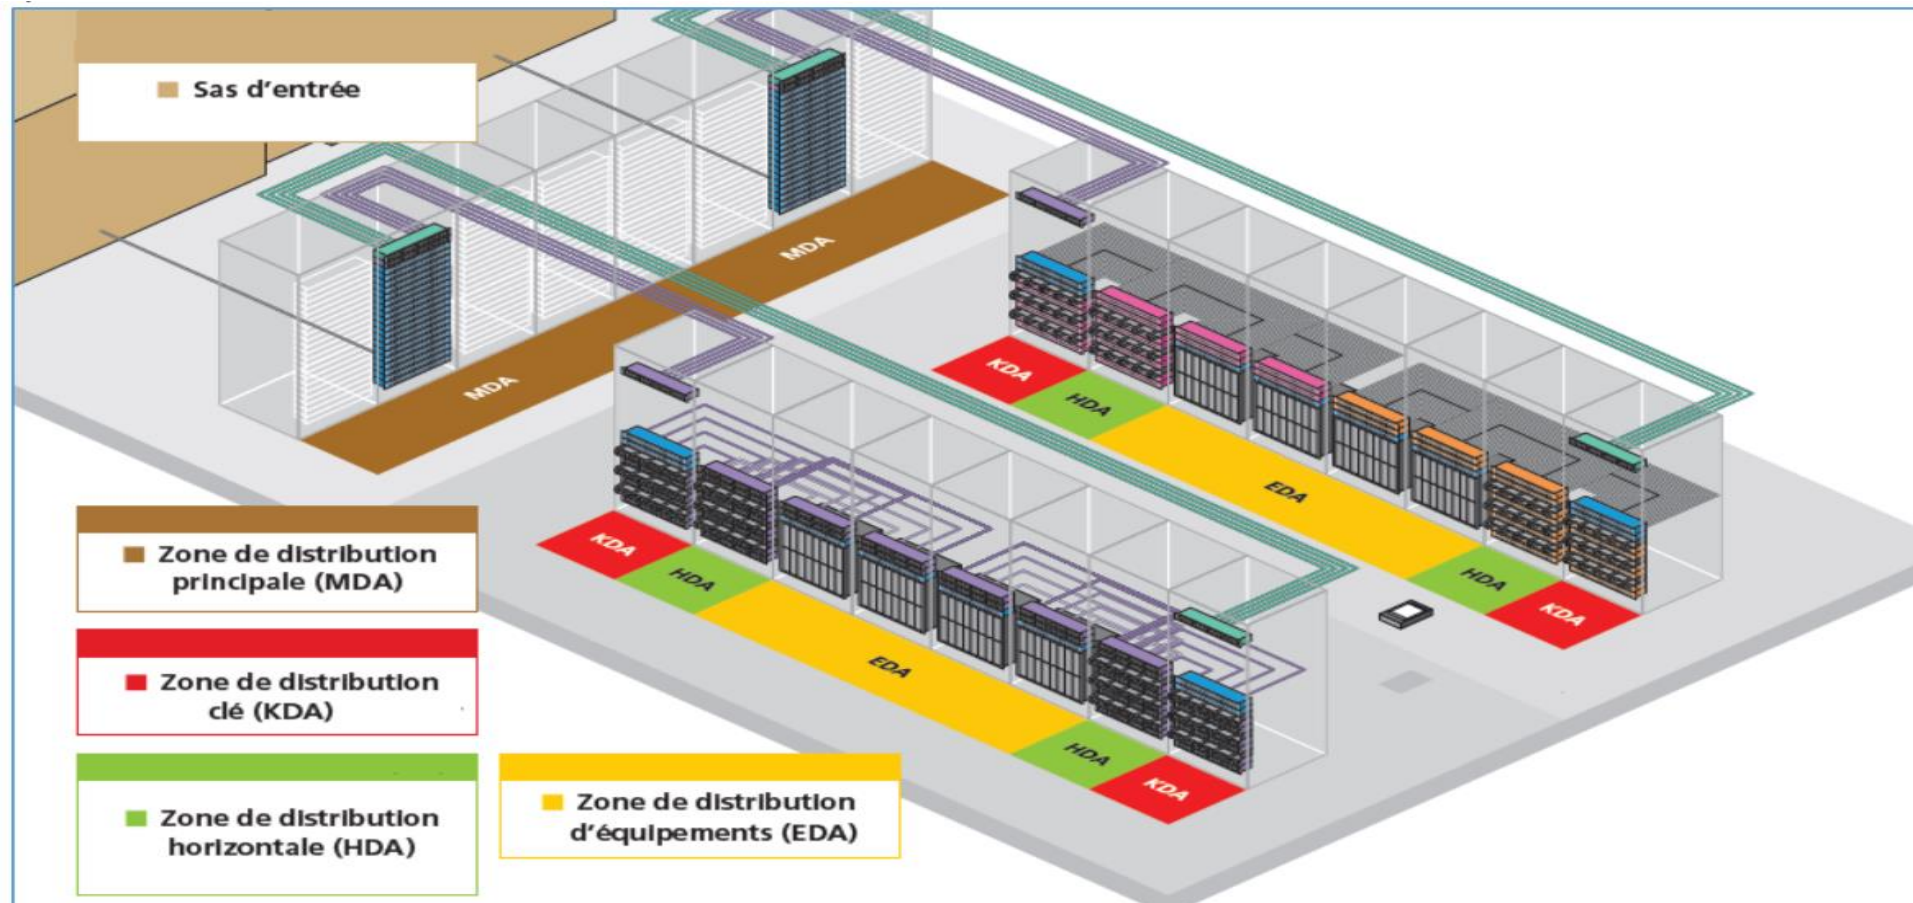 Sas d'entrée
MDA
MDA
KDA
HDA
EDA
HDA
KDA
KDA
HDA
EDA
HDA
KDA
Zone de distribution
principale (MDA)
Zone de distribution
clé (KDA)
Zone de distribution
horizontale (HDA)
Zone de distribution
d'équipements (EDA)